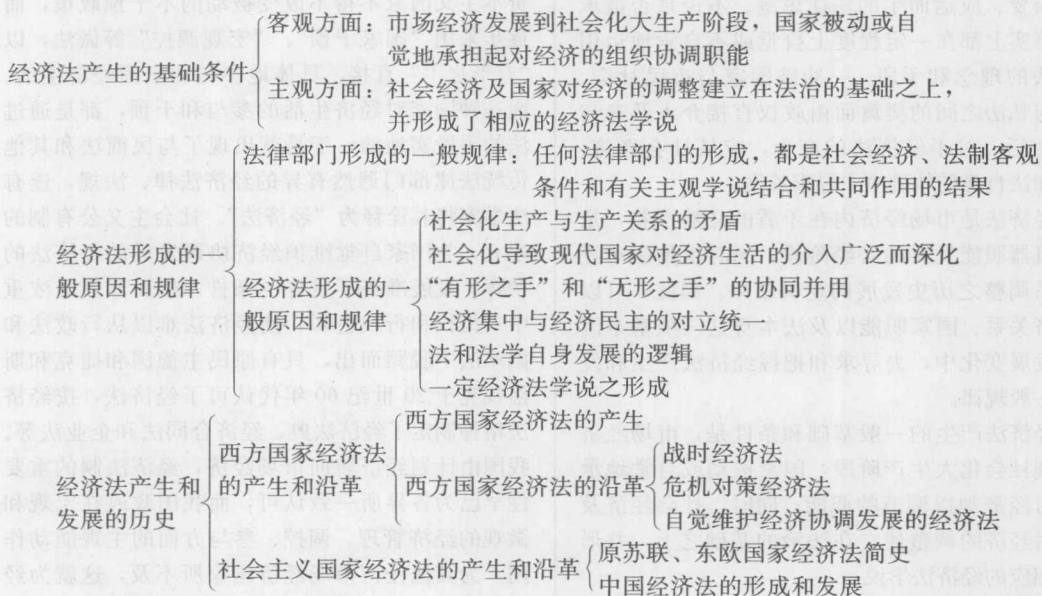 客观方面：市场经济发展到社会化大生产阶段，国家被动或自
觉地承担起对经济的组织协调职能
经济法产生的基础条件
主观方面：社会经济及国家对经济的调整建立在法治的基础之上，
并形成了相应的经济法学说
法律部门形成的一般规律：任何法律部门的形成，都是社会经济、法制客观
条件和有关主观学说结合和共同作用的结果
经济法形成的一
般原因和规律
经济法形成的一
般原因和规律
社会化生产与生产关系的矛盾
社会化导致现代国家对经济生活的介入广泛而深化
“有形之手”和“无形之手”的协同并用
经济集中与经济民主的对立统一
法和法学自身发展的逻辑
一定经济法学说之形成
经济法产生和
发展的历史
西方国家经济法
的产生和沿革
西方国家经济法的产生
西方国家经济法的沿革
战时经济法
危机对策经济法
自觉维护经济协调发展的经济法
社会主义国家经济法的产生和沿革
原苏联、东欧国家经济法简史
中国经济法的形成和发展